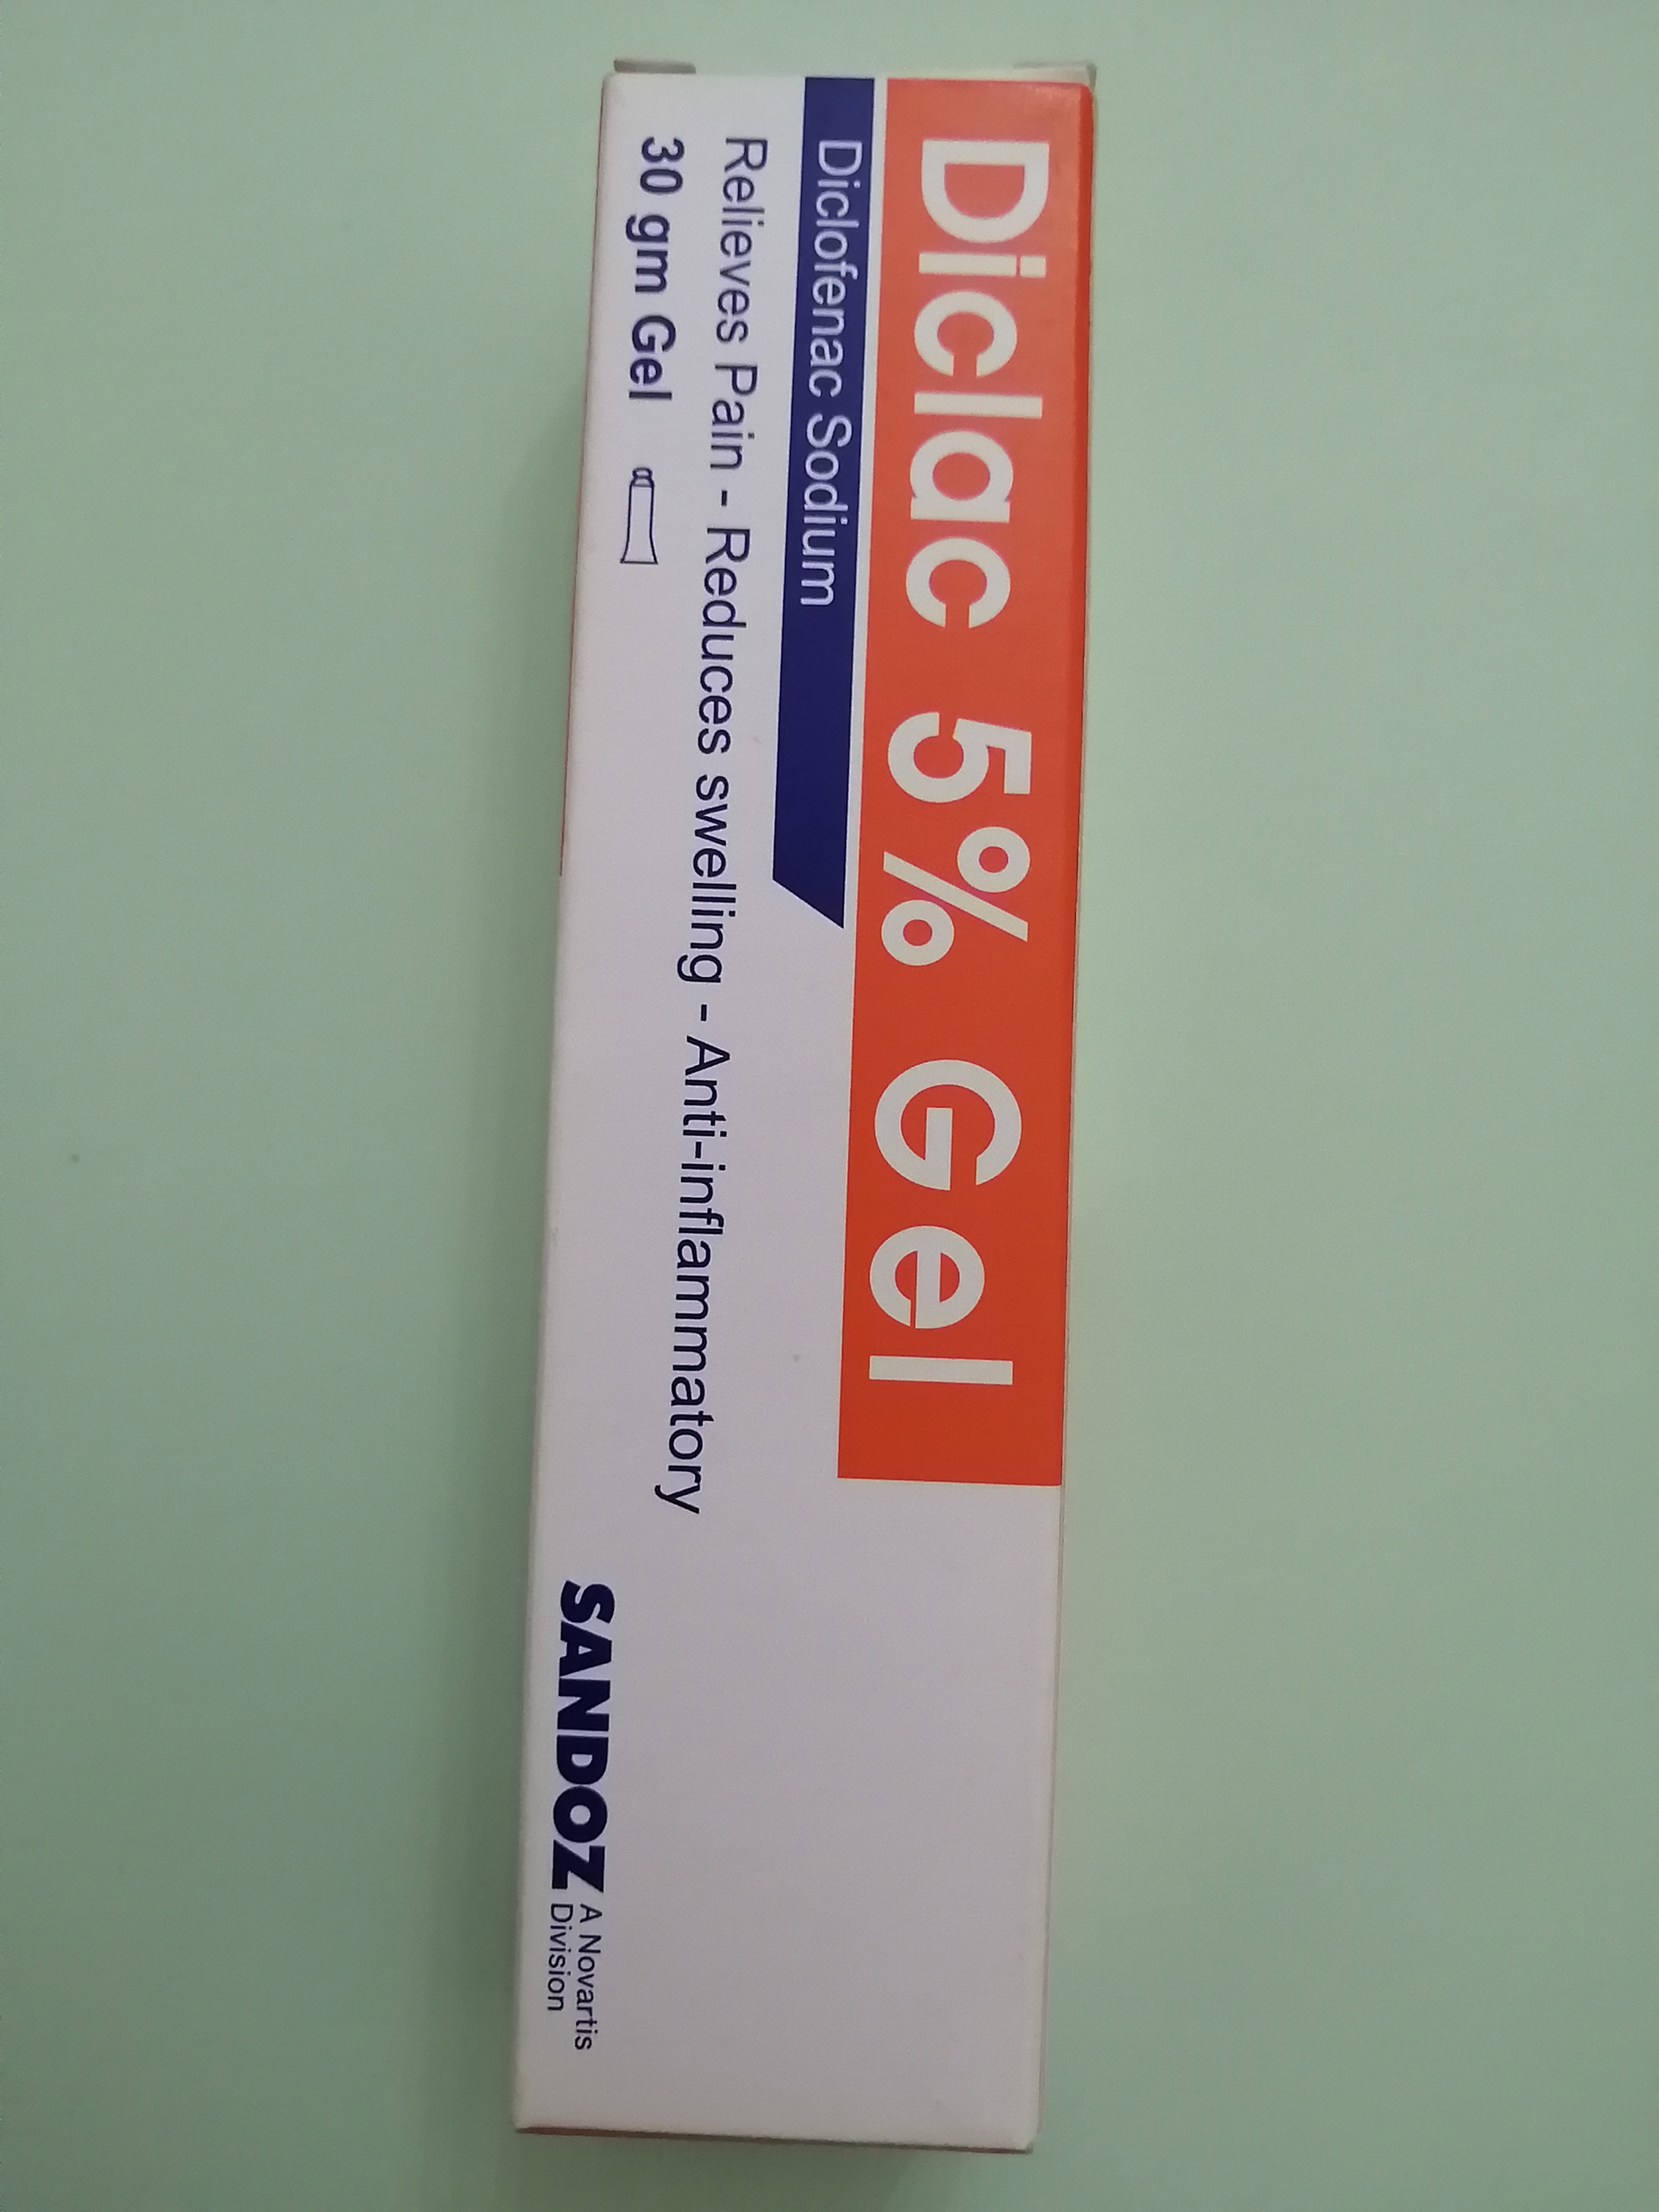 Diclac 5% Gel
Diclofenac Sodium
Relieves Pain - Reduces swelling - Anti-inflammatory
30 gm Gel
SANDOZ A Novartis
Division